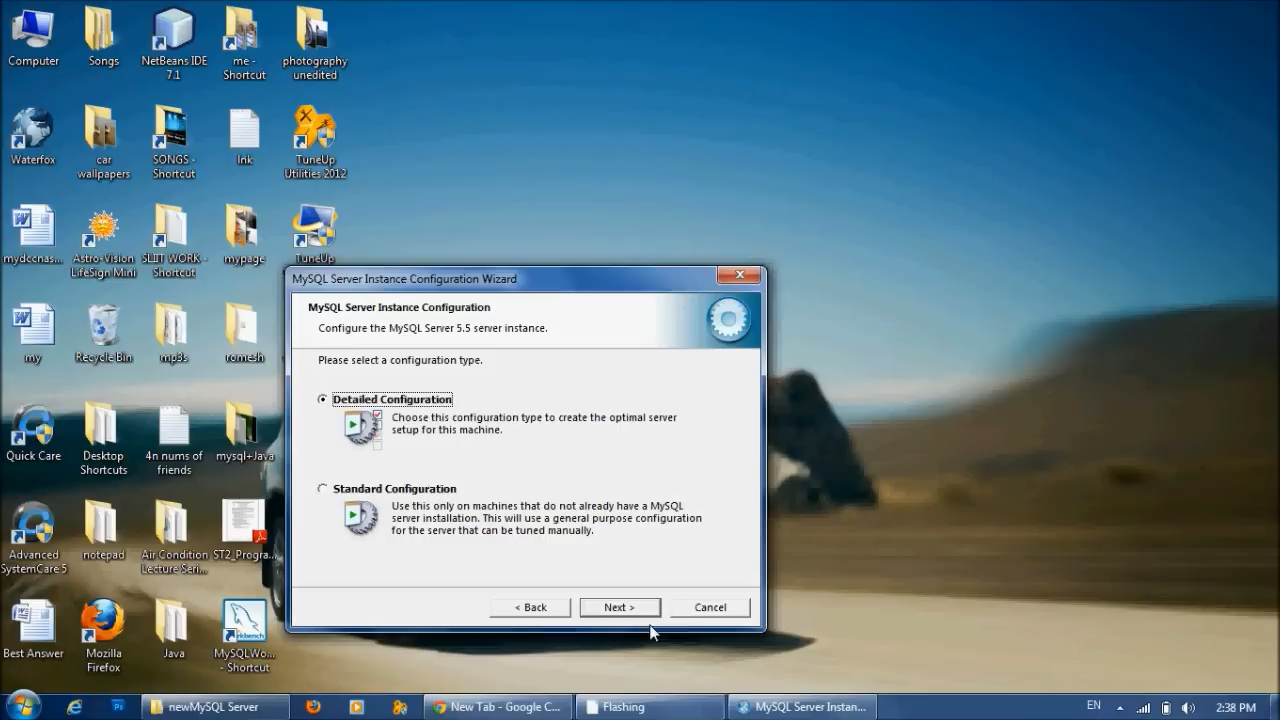 Computer
Songs
NetBeans IDE
7.1
me -
Shortcut
photography
unedited
Waterfox
car
wallpapers
SONGS -
Shortcut
lnk
TuneUp
Utilities 2012
mydccnas...
Astro-Vision
LifeSign Mini
SLIIT WORK -
Shortcut
mypage
TuneUp
my
Recycle Bin
mp3s
romesh
Quick Care
Desktop
Shortcuts
4n nums of
friends
mysql+Java
Advanced
SystemCare 5
notepad
Air Condition
Lecture Seri...
ST2_Progra...
Best Answer
Mozilla
Firefox
Java
MySQLWo...
- Shortcut
MySQL Server Instance Configuration Wizard
MySQL Server Instance Configuration
Configure the MySQL Server 5.5 server instance.
Please select a configuration type.
Detailed Configuration
Choose this configuration type to create the optimal server
setup for this machine.
Standard Configuration
Use this only on machines that do not already have a MySQL
server installation. This will use a general purpose configuration
for the server that can be tuned manually.
< Back
Next >
Cancel
newMySQL Server
New Tab - Google C...
Flashing
MySQL Server Instan...
EN
2:38 PM